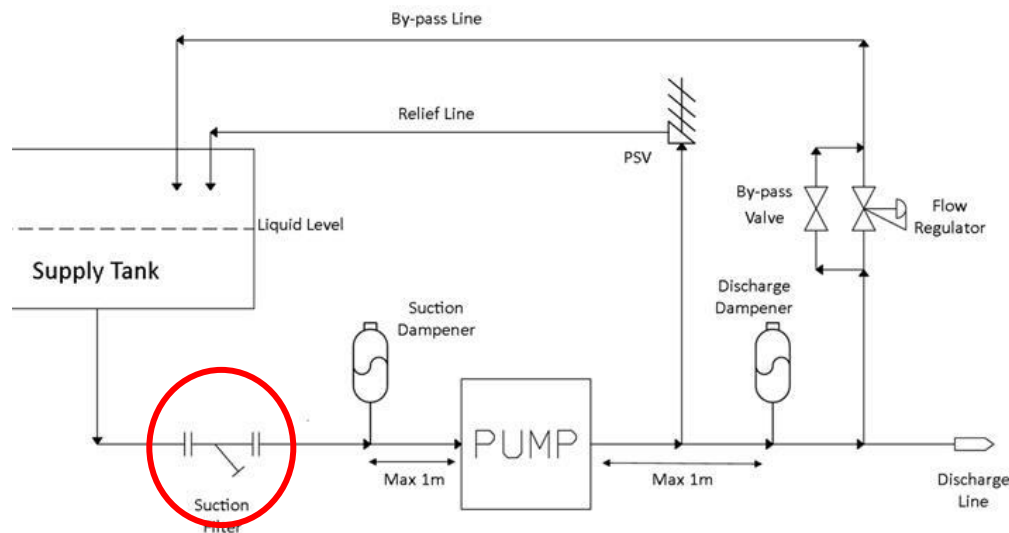 By-pass Line
Relief Line
PSV
By-pass
Valve
Flow
Regulator
Liquid Level
Supply Tank
Suction
Dampener
Discharge
Dampener
PUMP
Max 1m
Max 1m
Suction
Filter
Discharge
Line